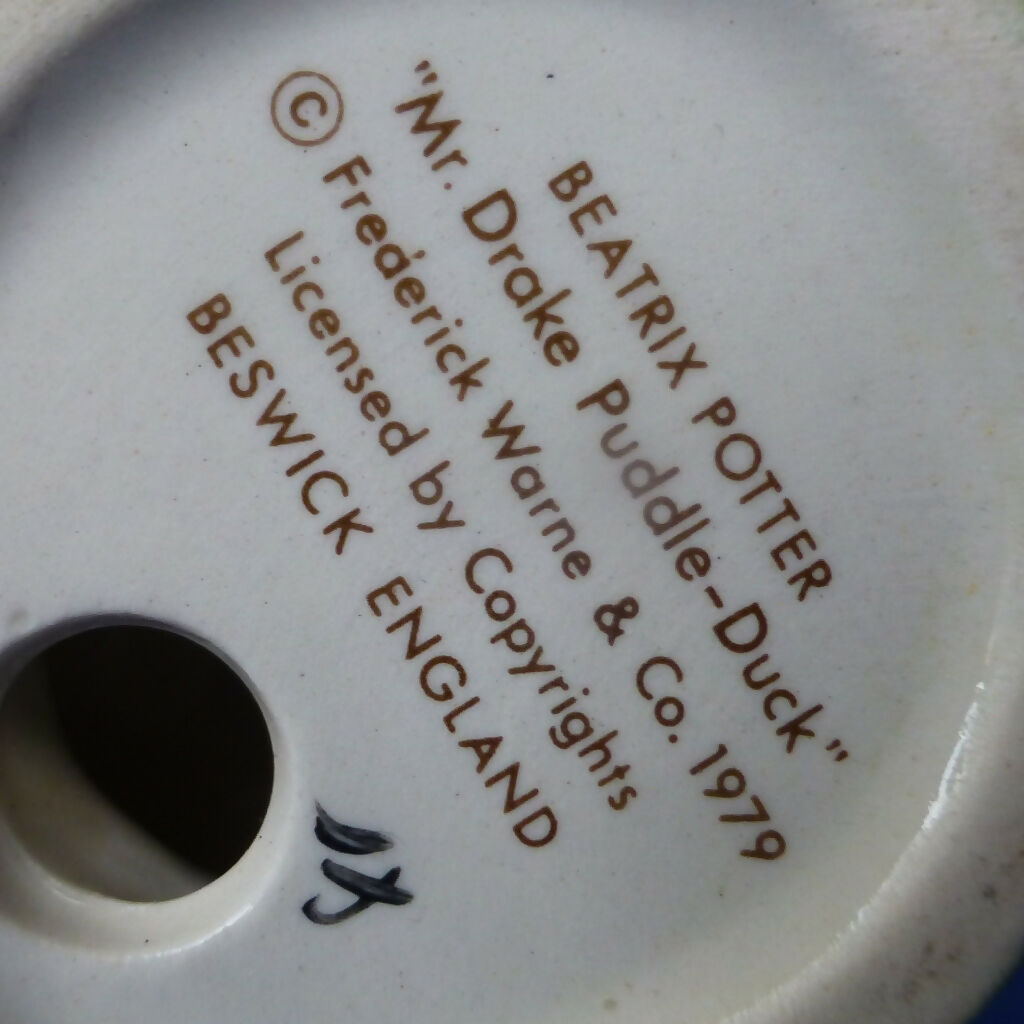 BEATRIX POTTER
"Mr. Drake Puddle-Duck"
© Frederick Warne & Co. 1979
Licensed by Copyrights
BESWICK ENGLAND